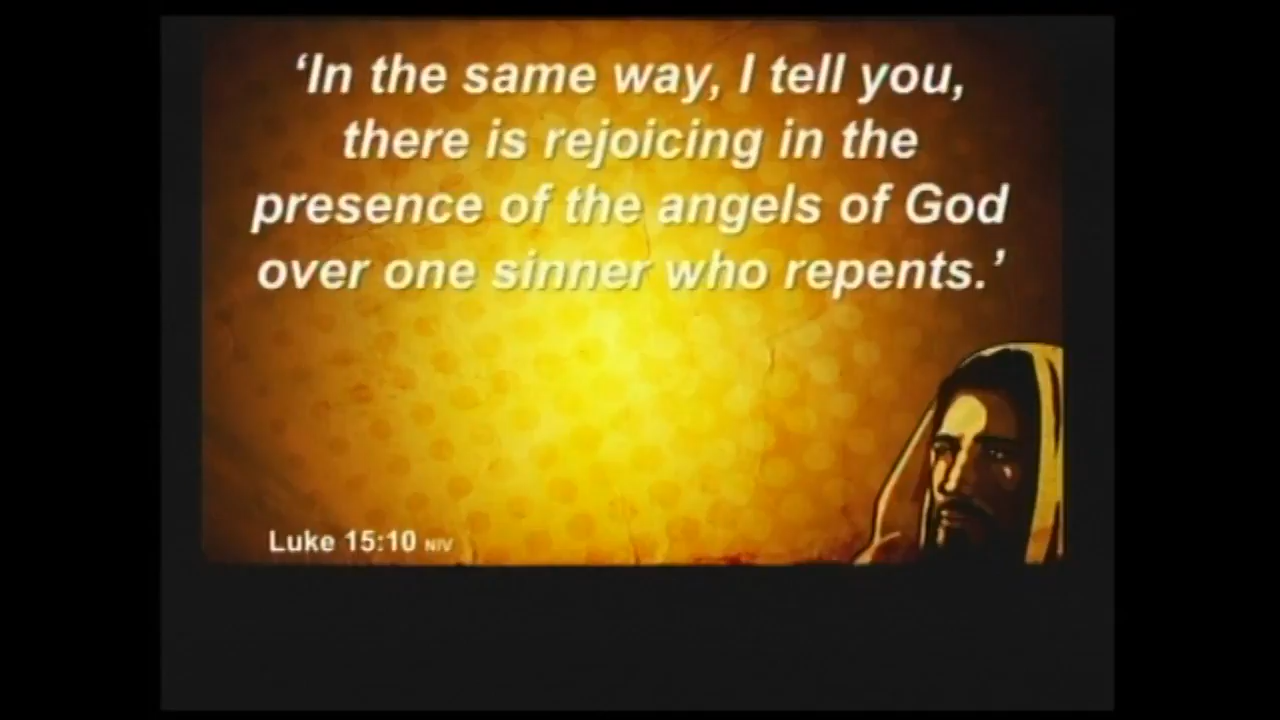 ‘In the same way, I tell you,
there is rejoicing in the
presence of the angels of God
over one sinner who repents.’
Luke 15:10 NIV